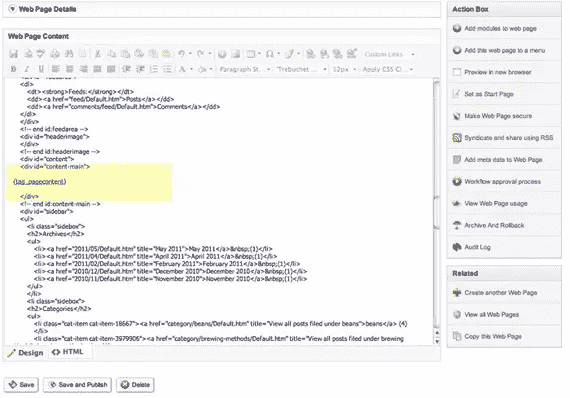 Web Page Details
Web Page Content
Custom Links
Paragraph St...
"Trebuchet ...
12px
Apply CSS Cl...
<dl>
<dt><strong>Feeds:</strong></dt>
<dd><a href="feed/Default.htm">Posts</a></dd>
<dd><a href="comments/feed/Default.htm">Comments</a></dd>
</dl>
</div>
<!-- end id:feedarea -->
<div id="headerimage">
</div>
<!-- end id:headerimage -->
<div id="content">
<div id="content-main">
{tag_pagecontent}
</div>
<!-- end id:content-main -->
<div id="sidebar">
<ul>
<li class="sidebox">
<h2>Archives</h2>
<ul>
<li><a href="2011/05/Default.htm" title="May 2011">May 2011</a>&nbsp;(1)</li>
<li><a href="2011/04/Default.htm" title="April 2011">April 2011</a>&nbsp;(1)</li>
<li><a href="2011/02/Default.htm" title="February 2011">February 2011</a>&nbsp;(1)</li>
<li><a href="2010/12/Default.htm" title="December 2010">December 2010</a>&nbsp;(1)</li>
<li><a href="2010/11/Default.htm" title="November 2010">November 2010</a>&nbsp;(1)</li>
</ul>
</li>
<li class="sidebox">
<h2>Categories</h2>
<ul>
<li class="cat-item cat-item-18667"><a href="category/beans/Default.htm" title="View all posts filed under beans">beans</a> (4)
</li>
<li class="cat-item cat-item-3979906"><a href="category/brewing-methods/Default.htm" title="View all posts filed under brewing
Design
HTML
Save
Save and Publish
Delete
Action Box
Add modules to web page
Add this web page to a menu
Preview in new browser
Set as Start Page
Make Web Page secure
Syndicate and share using RSS
Add meta data to Web Page
Workflow approval process
View Web Page usage
Archive And Rollback
Audit Log
Related
Create another Web Page
View all Web Pages
Copy this Web Page